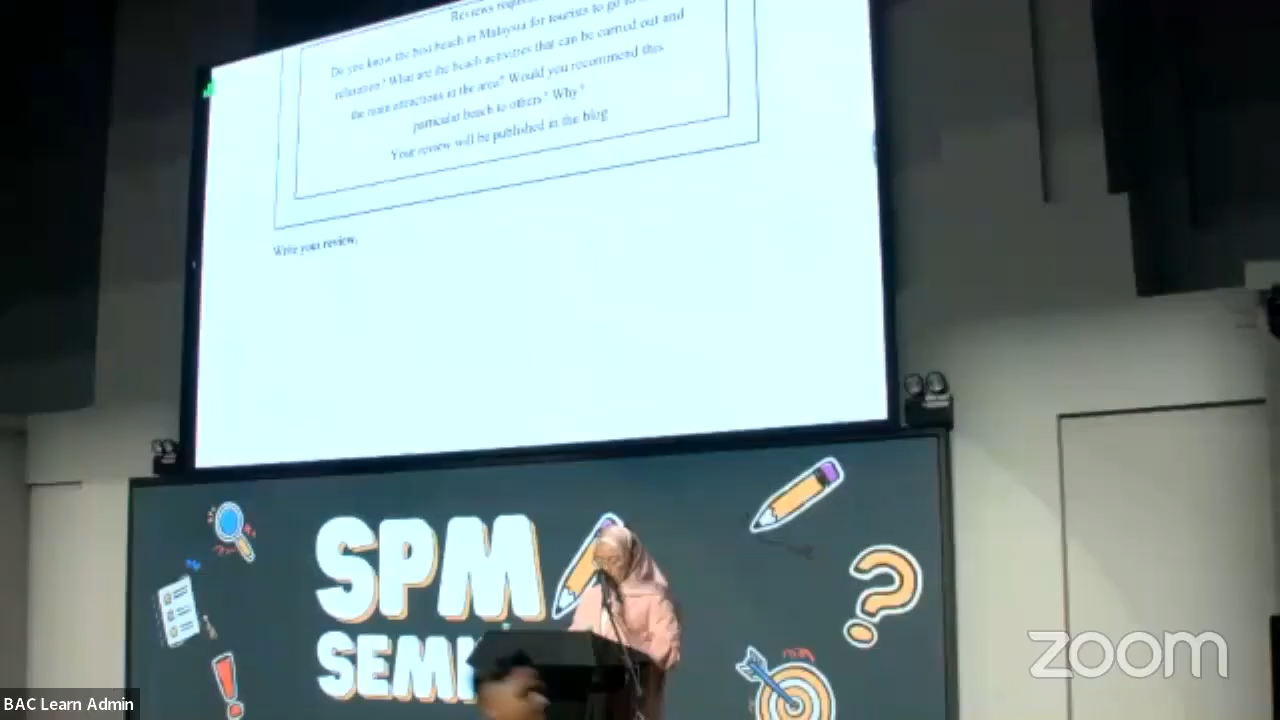 Reviews
Do you know the best beach in Malaysia for tourists to go to
relaxation? What are the beach activities that can be carried out and
the main attractions in the area? Would you recommend this
particular beach to others? Why?
Your review will be published in the blog
Write your review.
SPM
zoom
BAC Learn Admin